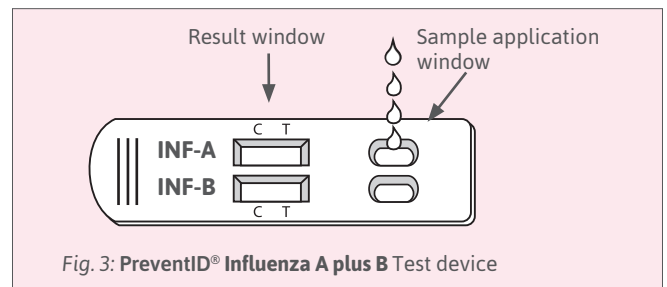 Result window
Sample application
window
C T
INF-A
INF-B
C T
Fig. 3: PreventID® Influenza A plus B Test device